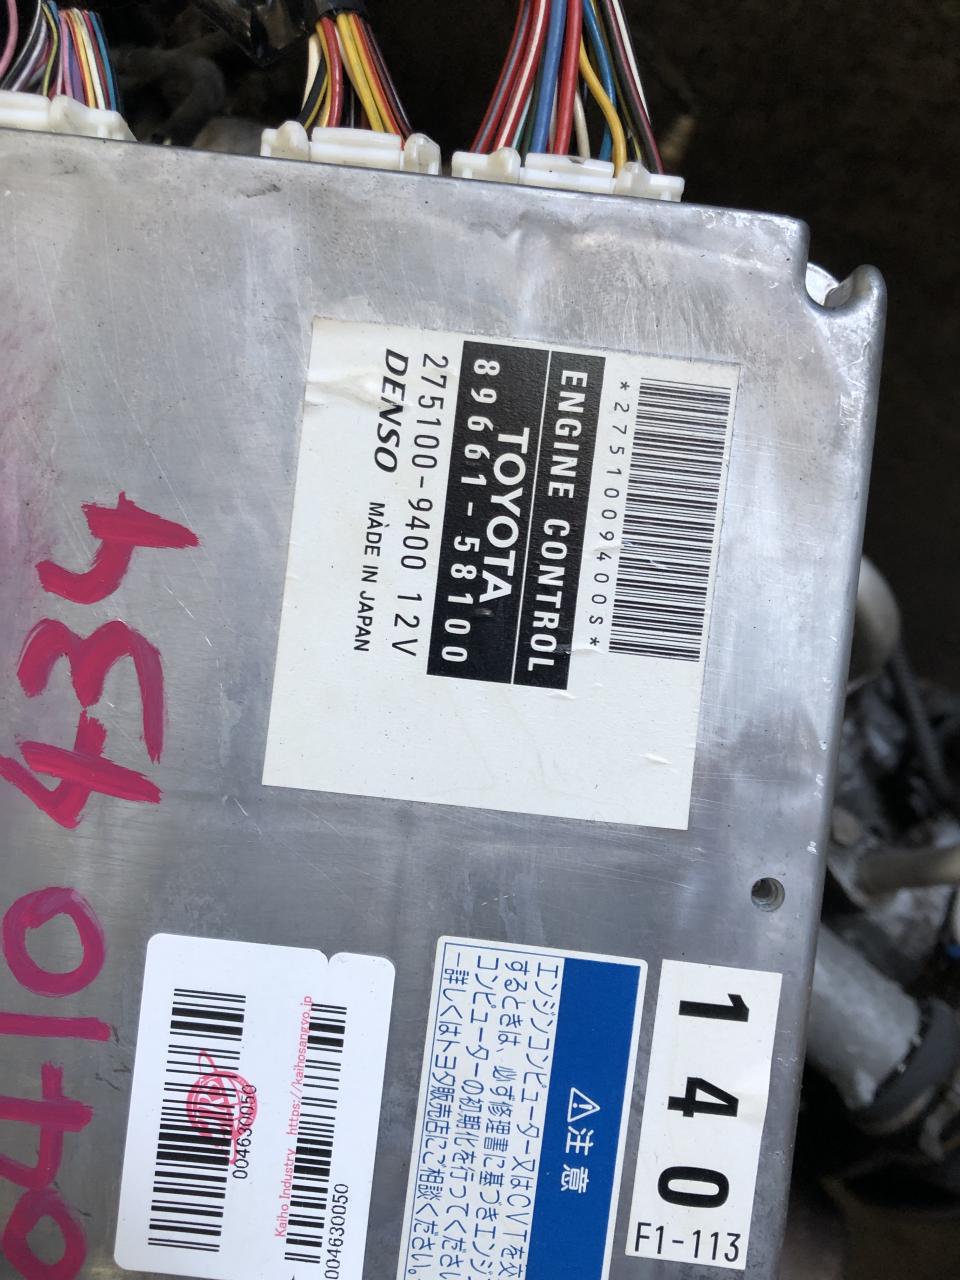 *2751009400S*
ENGINE CONTROL
TOYOTA
89661-58100
275100-9400 12V
DENSO MADE IN JAPAN
140
F1-113
⚠注意
エンジンコンピューター又はCVTを交
するときは、必ず修理書に基づきエンジ
コンピューターの初期化を行ってくださ
ー詳しくはトヨタ販売店にご相談ください。
0410434
Kaiho Industry https://kaihosangyo.jp
004630050
004630050